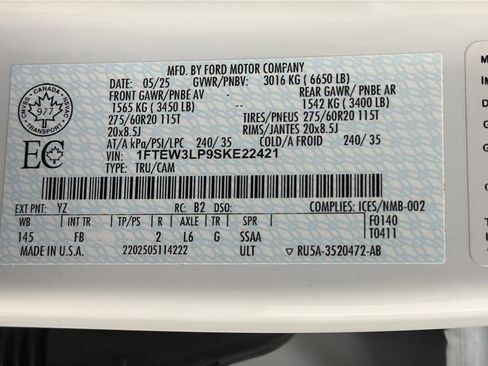 MFD. BY FORD MOTOR COMPANY
DATE: 05/25 GVWR/PNBV: 3016 KG ( 6650 LB)
FRONT GAWR/PNBE AV REAR GAWR/ PNBE AR
1565 KG ( 3450 LB) -- 1542 KG ( 3400 LB)
275/60R20 115T TIRES/PNEUS 275/60R20 115T
20x8.5J RIMS/JANTES 20x8.5J
AT/A kPa/PSI/LPC 240/ 35 COLD/A FROID 240/ 35
VIN: 1FTEW3LP9SKE22421
TYPE: TRU/CAM
CANADA
TRANSPORT
977
EC
EXT PNT: YZ RC: B2 DSO: COMPLIES: ICES/NMB-002
WB INT TR TP/PS R AXLE TR SPR F0140
145 FB 2 L6 G SSAA T0411
2202505114222 ULT RU5A-3520472-AB